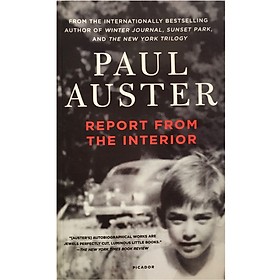 FROM THE INTERNATIONALLY BESTSELLING
AUTHOR OF WINTER JOURNAL, SUNSET PARK,
AND THE NEW YORK TRILOGY
PAUL
AUSTER
REPORT FROM
THE INTERIOR
"[AUSTER'S] AUTOBIOGRAPHICAL WORKS ARE
JEWELS PERFECTLY CUT, LUMINOUS LITTLE BOOKS."
—THE NEW YORK TIMES BOOK REVIEW
PICADOR